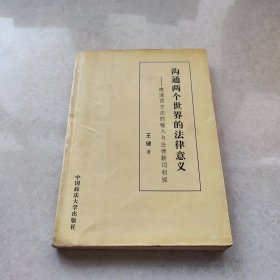 沟通两个世界的法律意义
——晚清西方法的输入与法律新词初探
王健 著
中国政法大学出版社